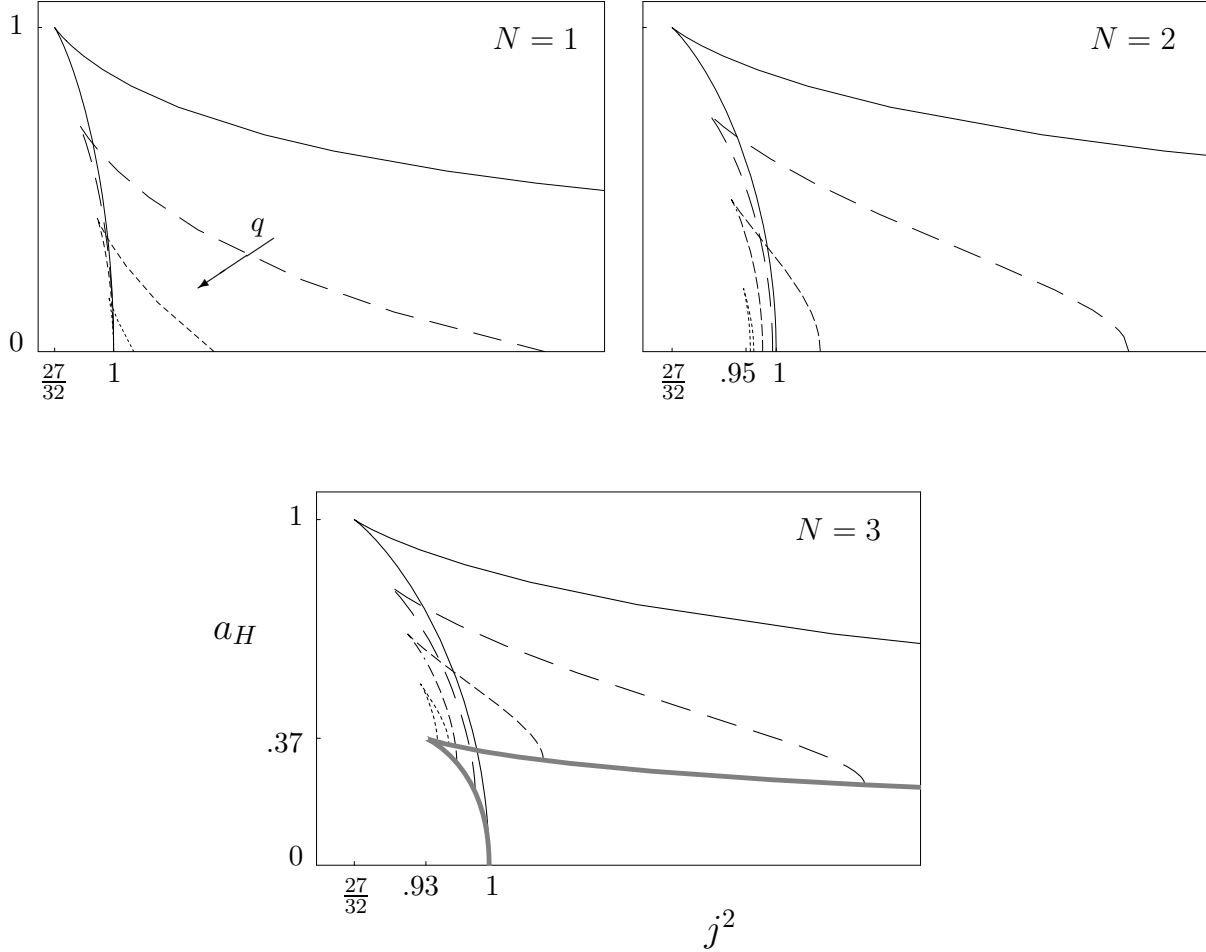 1
N = 1
N = 2
q
0
27/32
1
27/32
.95
1
1
N = 3
a_H
.37
0
27/32
.93
1
j^2